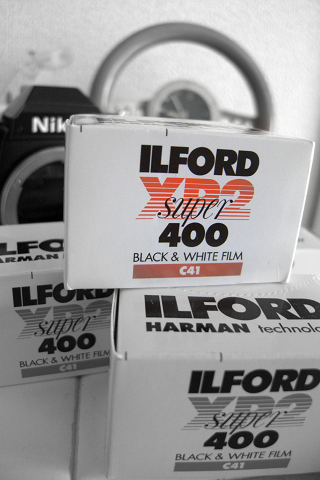 Nik
ILFORD
XP2
super
400
BLACK & WHITE FILM
C41
ILFO
ILFORD
XP2
super
400
BLACK & WHITE FILM
C41
ILFORD
HARMAN technolo
ILFORD
XP2
super
400
BLACK & WHITE FILM
C41